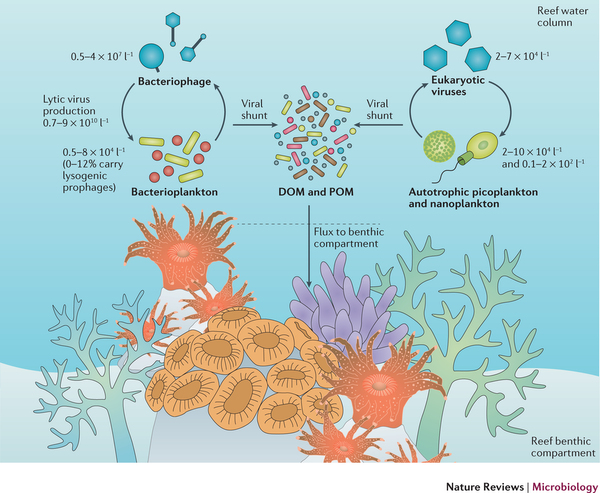 Reef water
column
0.5–4 × 10⁷ l⁻¹
2–7 × 10⁴ l⁻¹
Bacteriophage
Eukaryotic
viruses
Lytic virus
production
0.7–9 × 10¹⁰ l⁻¹
Viral
shunt
Viral
shunt
0.5–8 × 10⁴ l⁻¹
(0–12% carry
lysogenic
prophages)
2–10 × 10⁴ l⁻¹
and 0.1–2 × 10² l⁻¹
Bacterioplankton
DOM and POM
Autotrophic picoplankton
and nanoplankton
Flux to benthic
compartment
Reef benthic
compartment
Nature Reviews | Microbiology